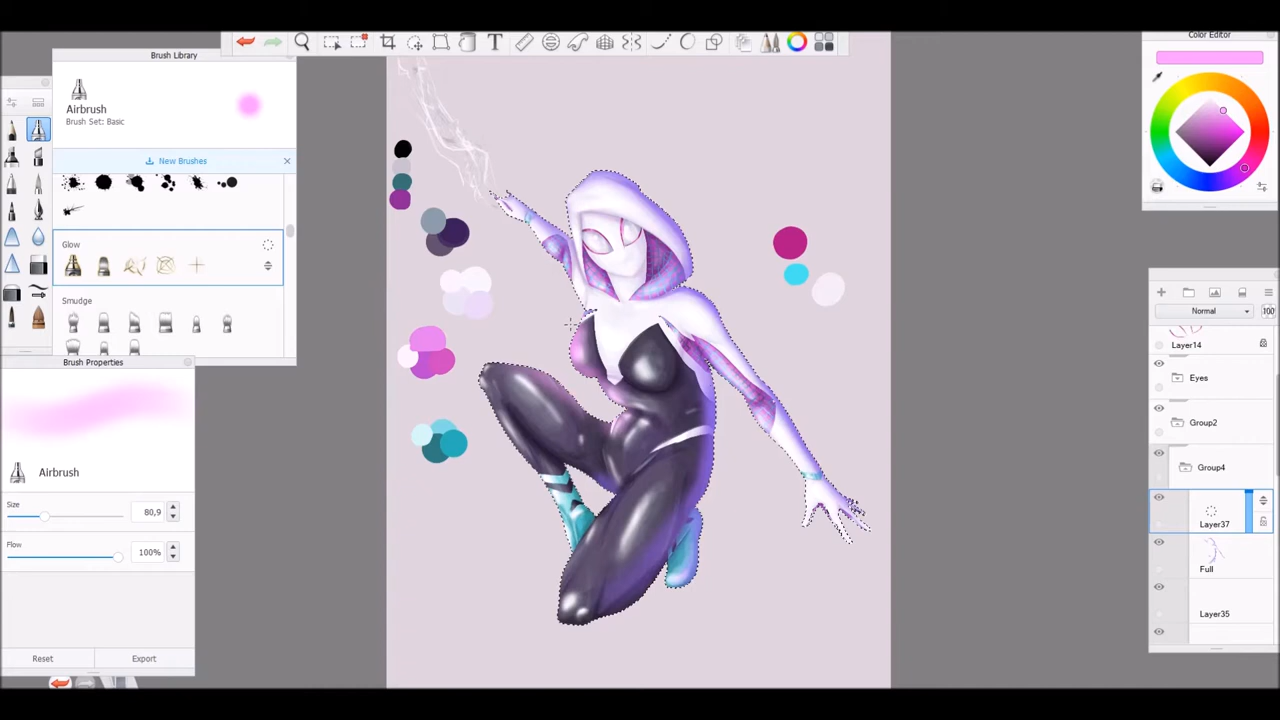 Brush Library
Airbrush
Brush Set: Basic
New Brushes
Glow
Smudge
Brush Properties
Airbrush
Size
80,9
Flow
100%
Reset
Export
T
Color Editor
Normal
100
Layer14
Eyes
Group2
Group4
Layer37
Full
Layer35